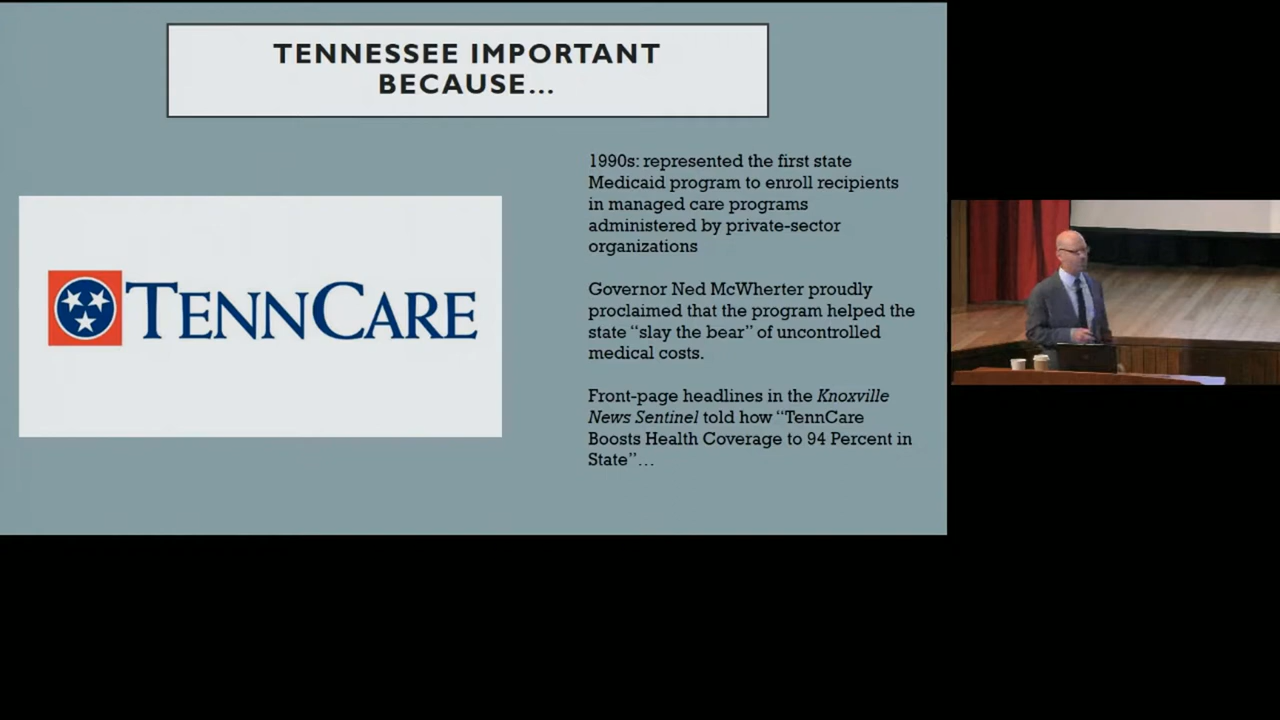 TENNESSEE IMPORTANT
BECAUSE...
TENNCARE
1990s: represented the first state
Medicaid program to enroll recipients
in managed care programs
administered by private-sector
organizations
Governor Ned McWherter proudly
proclaimed that the program helped the
state “slay the bear” of uncontrolled
medical costs.
Front-page headlines in the Knoxville
News Sentinel told how “TennCare
Boosts Health Coverage to 94 Percent in
State”...